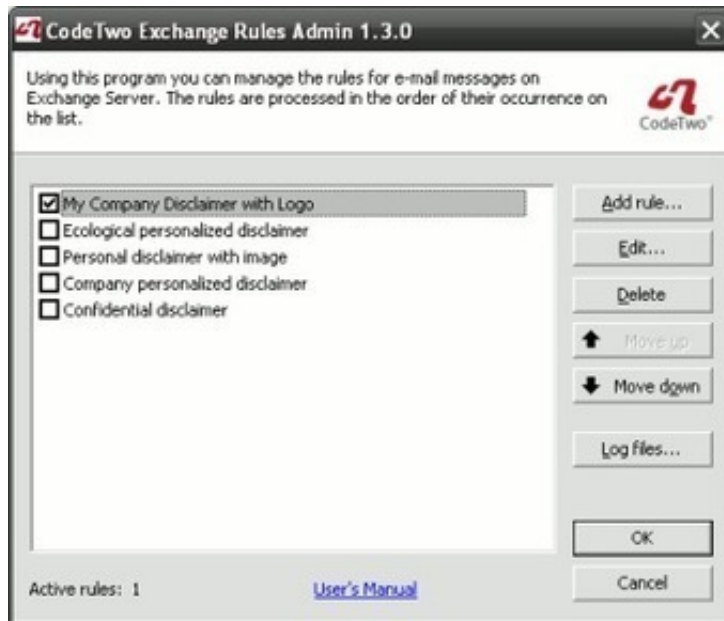 CodeTwo Exchange Rules Admin 1.3.0
Using this program you can manage the rules for e-mail messages on
Exchange Server. The rules are processed in the order of their occurrence on
the list.
CodeTwo
My Company Disclaimer with Logo
Ecological personalized disclaimer
Personal disclaimer with image
Company personalized disclaimer
Confidential disclaimer
Add rule...
Edit...
Delete
Move up
Move down
Log files...
OK
Cancel
Active rules: 1
User's Manual